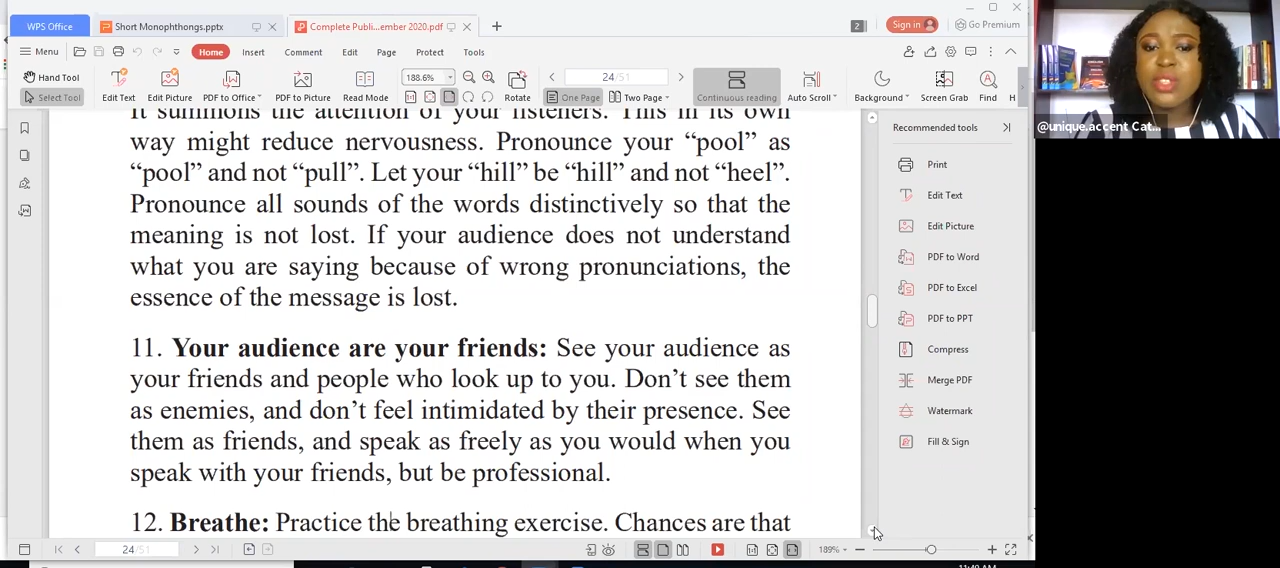 WPS Office
Short Monophthongs.pptx
Complete Publi...ember 2020.pdf
2
Sign in
Go Premium
Menu
Home
Insert
Comment
Edit
Page
Protect
Tools
Hand Tool
Select Tool
Edit Text
Edit Picture
PDF to Office
PDF to Picture
Read Mode
188.6%
Rotate
24/51
One Page
Two Page
Continuous reading
Auto Scroll
Background
Screen Grab
Find
H
It summons the attention of your listeners. This in its own
way might reduce nervousness. Pronounce your “pool” as
“pool” and not “pull”. Let your “hill” be “hill” and not “heel”.
Pronounce all sounds of the words distinctively so that the
meaning is not lost. If your audience does not understand
what you are saying because of wrong pronunciations, the
essence of the message is lost.
11. Your audience are your friends: See your audience as
your friends and people who look up to you. Don’t see them
as enemies, and don’t feel intimidated by their presence. See
them as friends, and speak as freely as you would when you
speak with your friends, but be professional.
12. Breathe: Practice the breathing exercise. Chances are that
Recommended tools
Print
Edit Text
Edit Picture
PDF to Word
PDF to Excel
PDF to PPT
Compress
Merge PDF
Watermark
Fill & Sign
@unique.accent Cat...
24/51
189%
11:49 AM